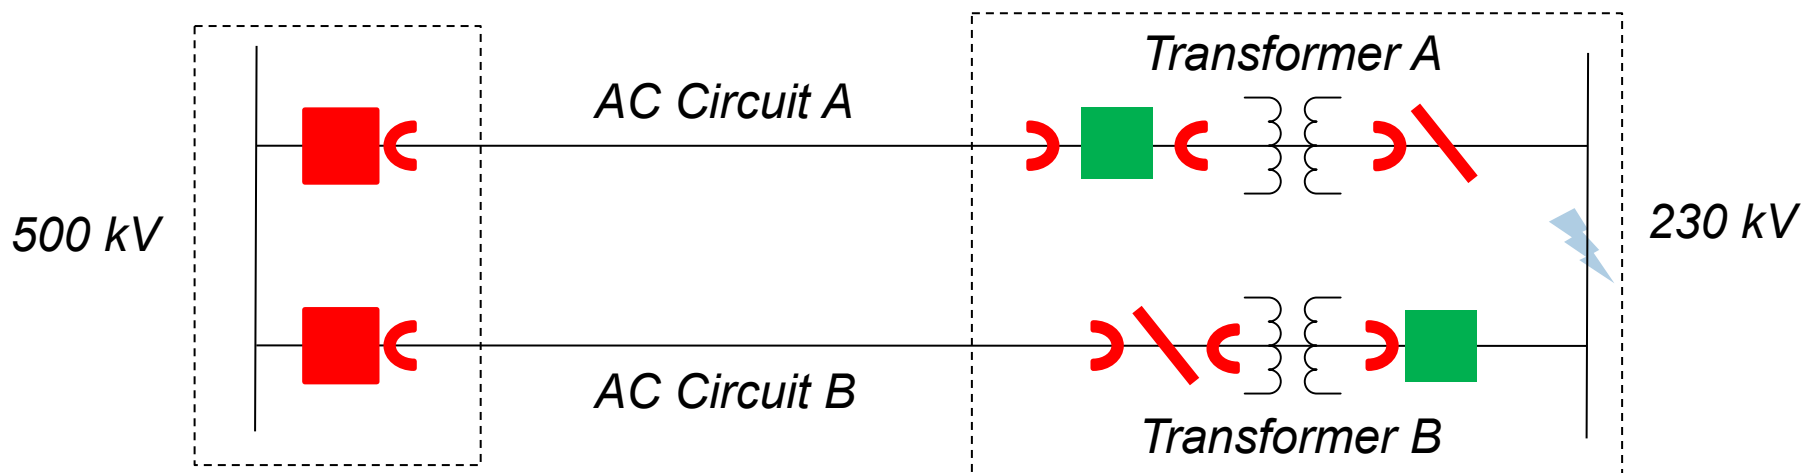 Transformer A
AC Circuit A
500 kV
230 kV
AC Circuit B
Transformer B